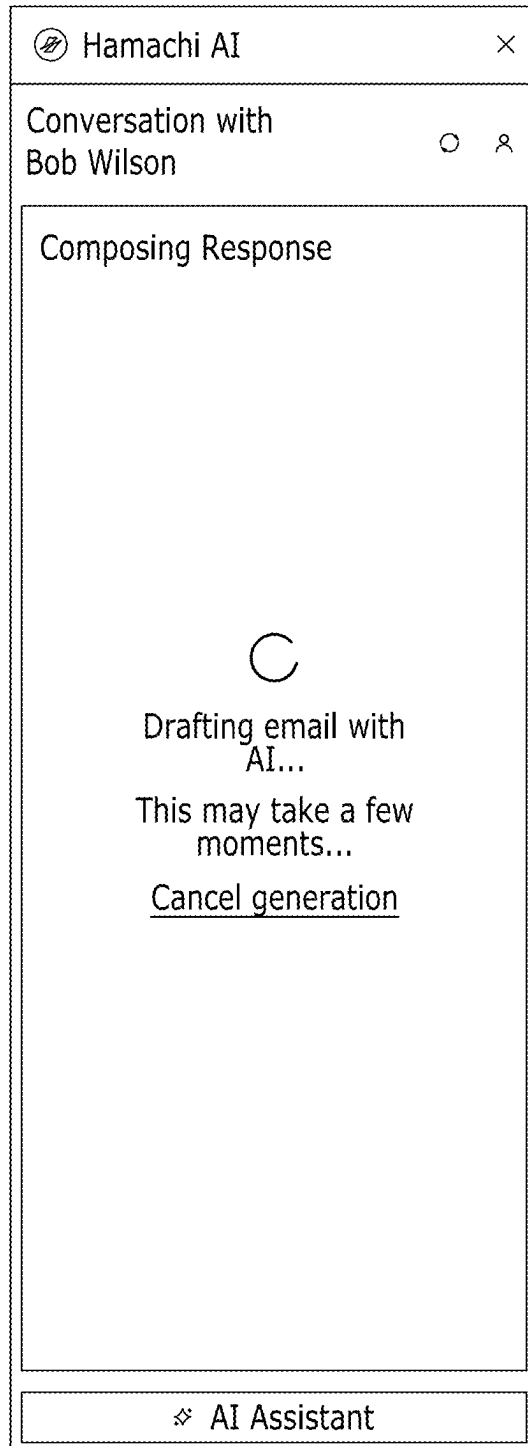 Hamachi AI
Conversation with
Bob Wilson
Composing Response
Drafting email with
AI...
This may take a few
moments...
Cancel generation
AI Assistant